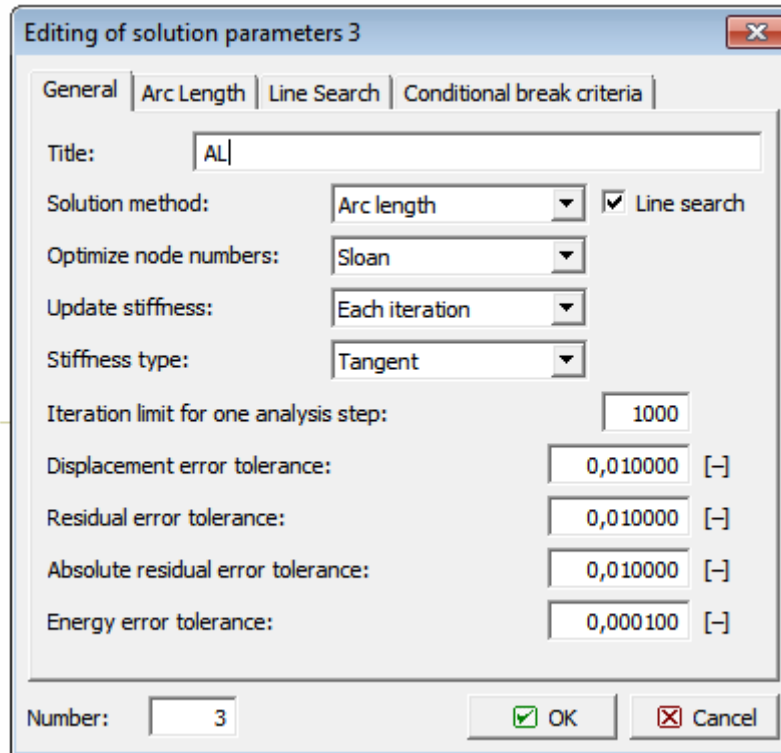 Editing of solution parameters 3
General Arc Length Line Search Conditional break criteria
Title: AL
Solution method: Arc length Line search
Optimize node numbers: Sloan
Update stiffness: Each iteration
Stiffness type: Tangent
Iteration limit for one analysis step: 1000
Displacement error tolerance: 0,010000 [–]
Residual error tolerance: 0,010000 [–]
Absolute residual error tolerance: 0,010000 [–]
Energy error tolerance: 0,000100 [–]
Number: 3 OK Cancel